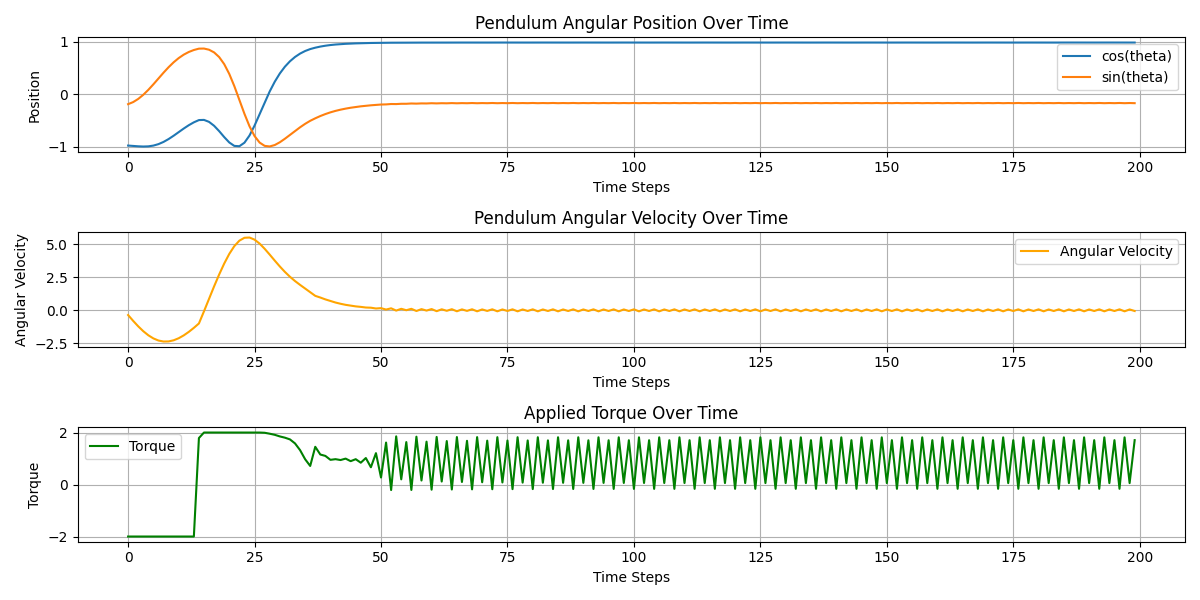 Pendulum Angular Position Over Time
1
0
−1
Position
cos(theta)
sin(theta)
0 25 50 75 100 125 150 175 200
Time Steps
Pendulum Angular Velocity Over Time
5.0
2.5
0.0
−2.5
Angular Velocity
Angular Velocity
0 25 50 75 100 125 150 175 200
Time Steps
Applied Torque Over Time
2
0
−2
Torque
Torque
0 25 50 75 100 125 150 175 200
Time Steps